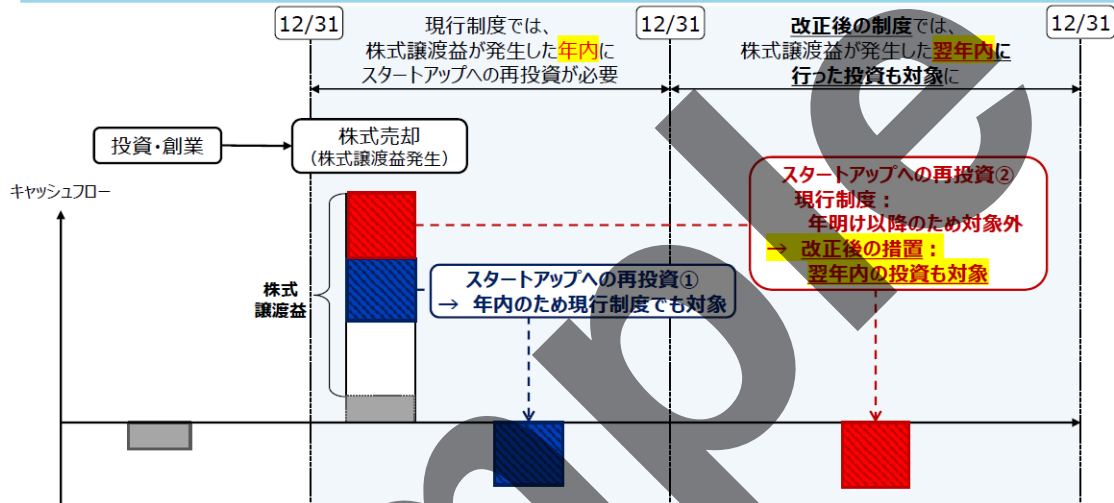 12/31
現行制度では、
株式譲渡益が発生した年内に
スタートアップへの再投資が必要
12/31
改正後の制度では、
株式譲渡益が発生した翌年内に
行った投資も対象に
12/31
投資・創業
株式売却
（株式譲渡益発生）
キャッシュフロー
株式
譲渡益
スタートアップへの再投資①
→ 年内のため現行制度でも対象
スタートアップへの再投資②
現行制度：
年明け以降のため対象外
→ 改正後の措置：
翌年内の投資も対象
ple